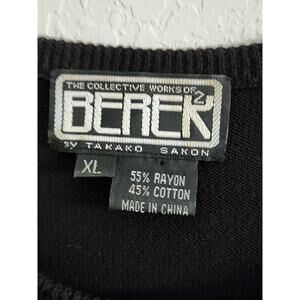 THE COLLECTIVE WORKS OF
BEREK 2
BY TAKAKO SAKON
XL
55% RAYON
45% COTTON
MADE IN CHINA